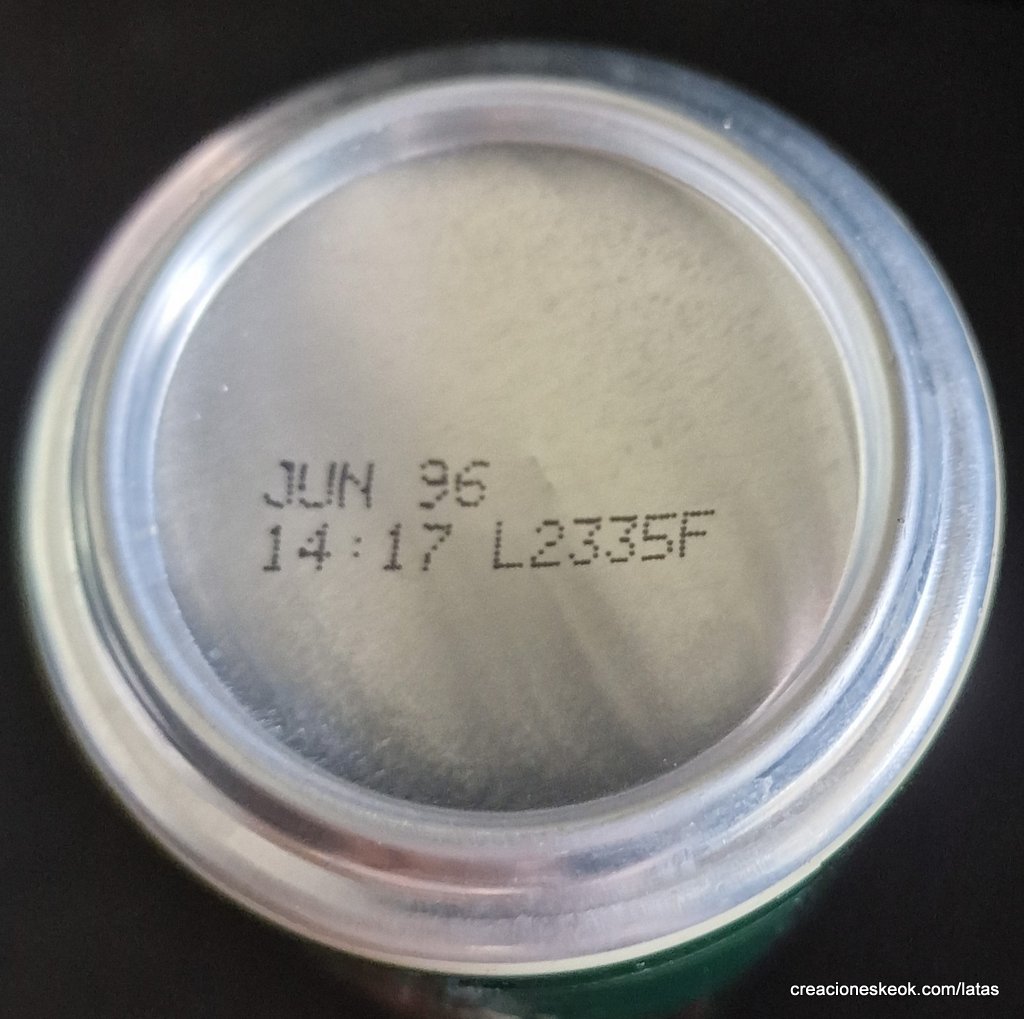 JUN 96
14:17 L2335F
creacioneskeok.com/latas